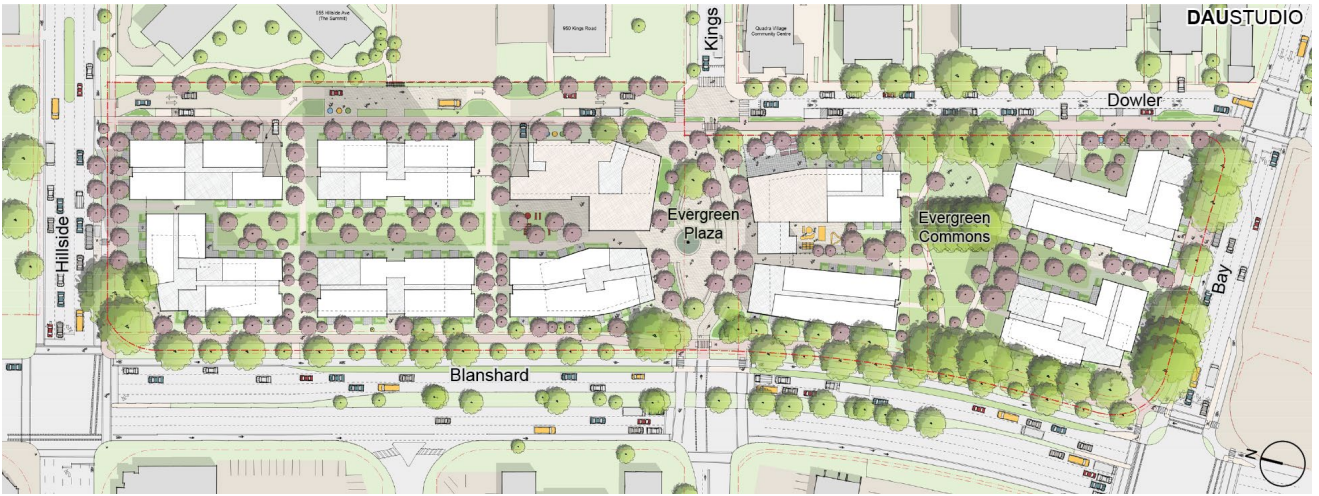 DAUSTUDIO
955 Hillside Ave
(The Summit)
950 Kings Road
Kings
Quadra Village
Community Centre
Dowler
Hillside
Evergreen
Plaza
Evergreen
Commons
Bay
Blanshard
N